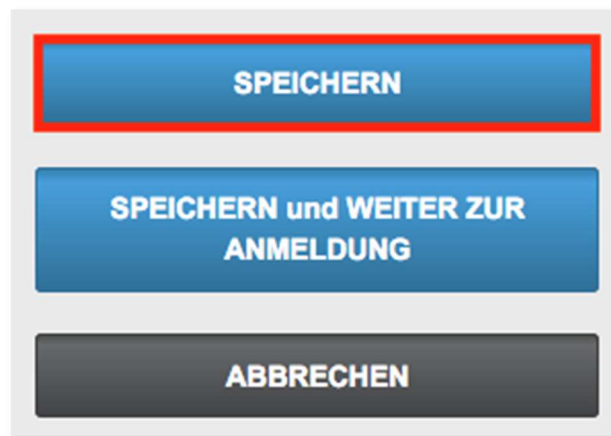 SPEICHERN
SPEICHERN und WEITER ZUR
ANMELDUNG
ABBRECHEN